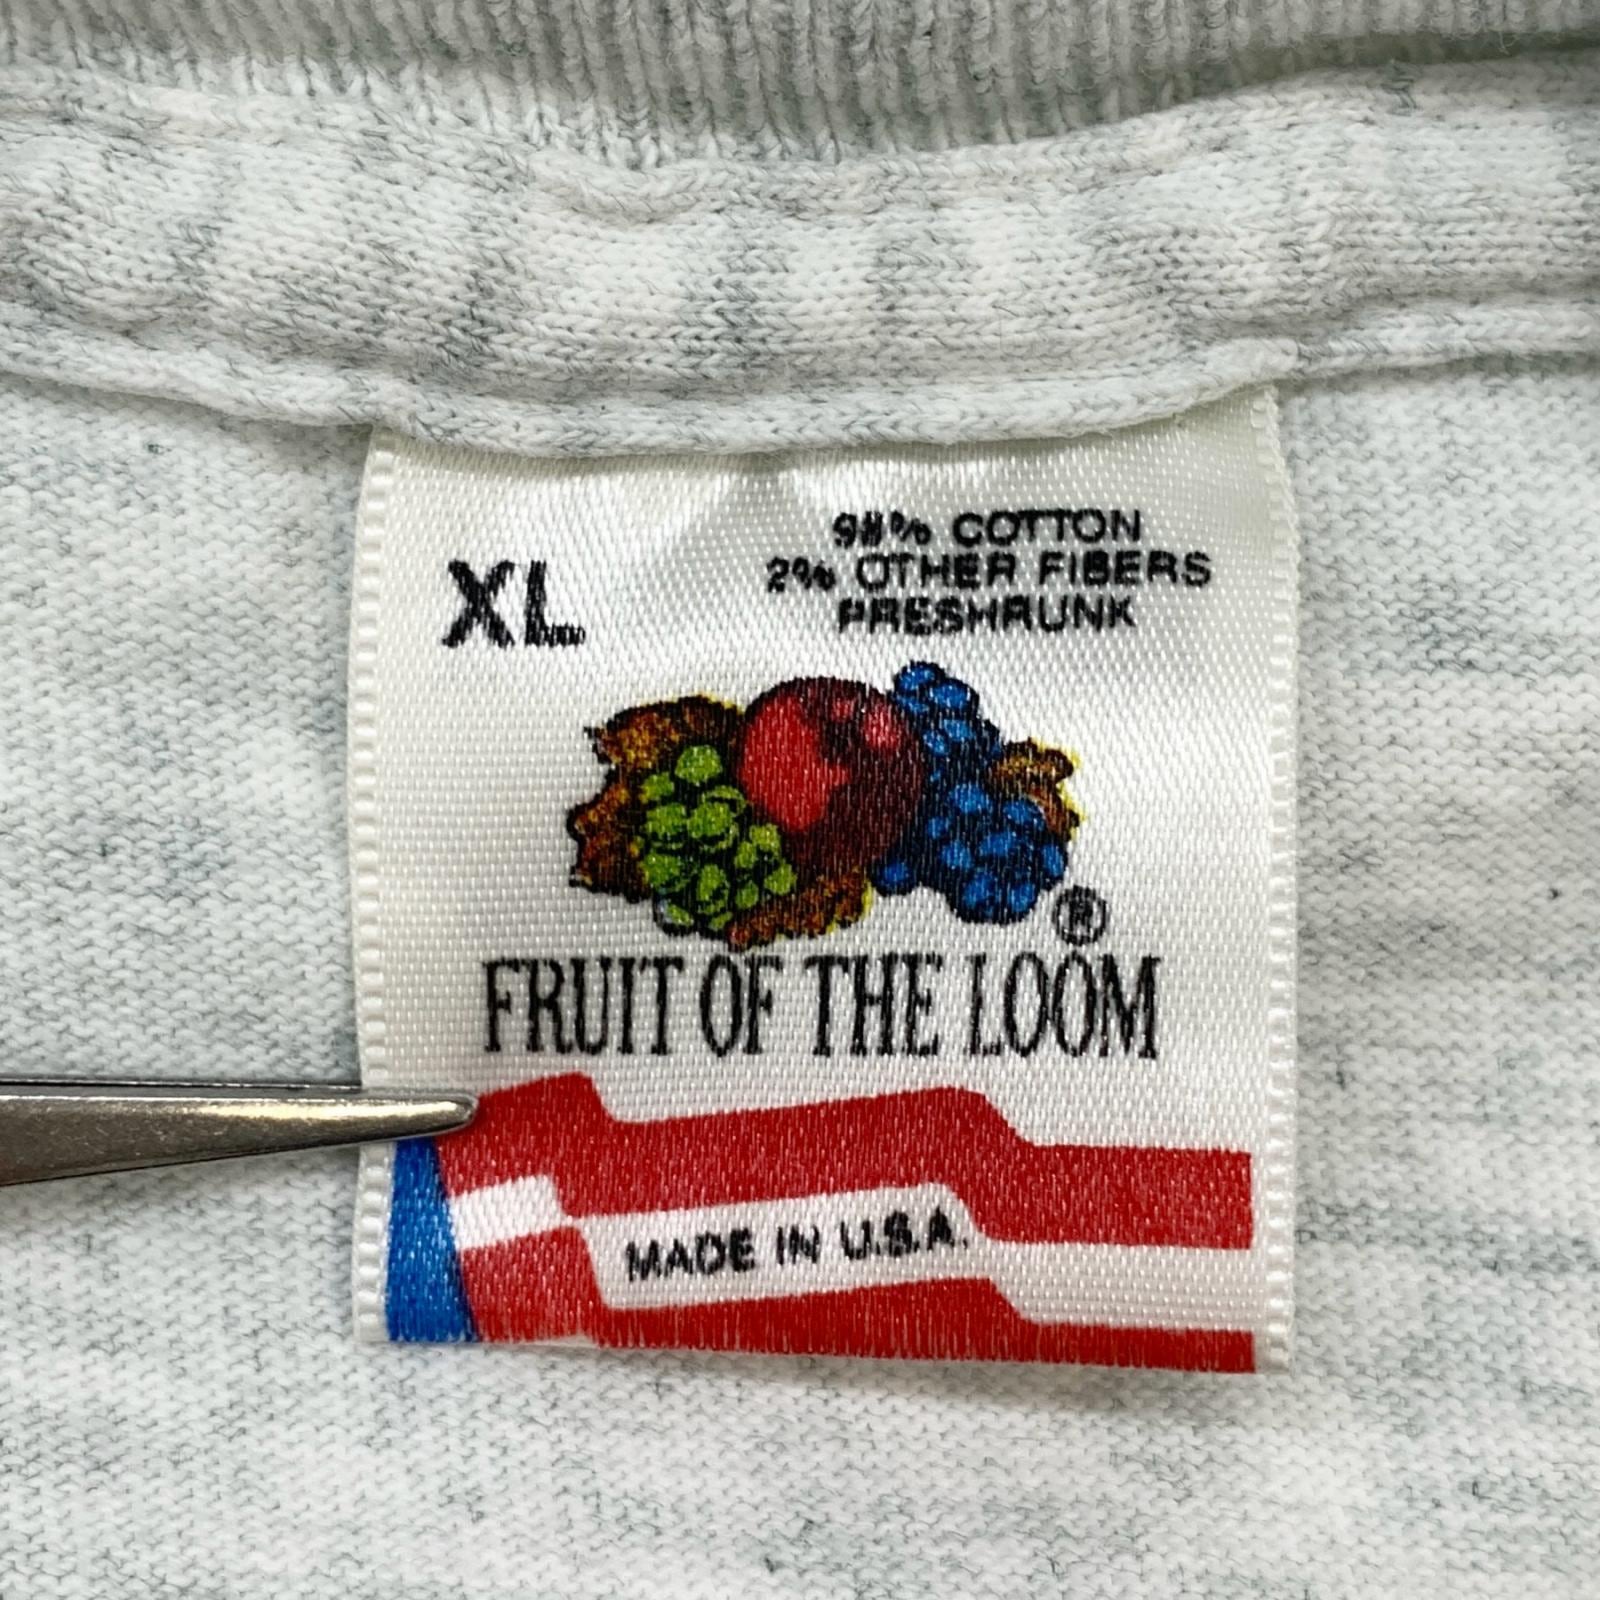 XL
98% COTTON
2% OTHER FIBERS
PRESHRUNK
®
FRUIT OF THE LOOM
MADE IN U.S.A.